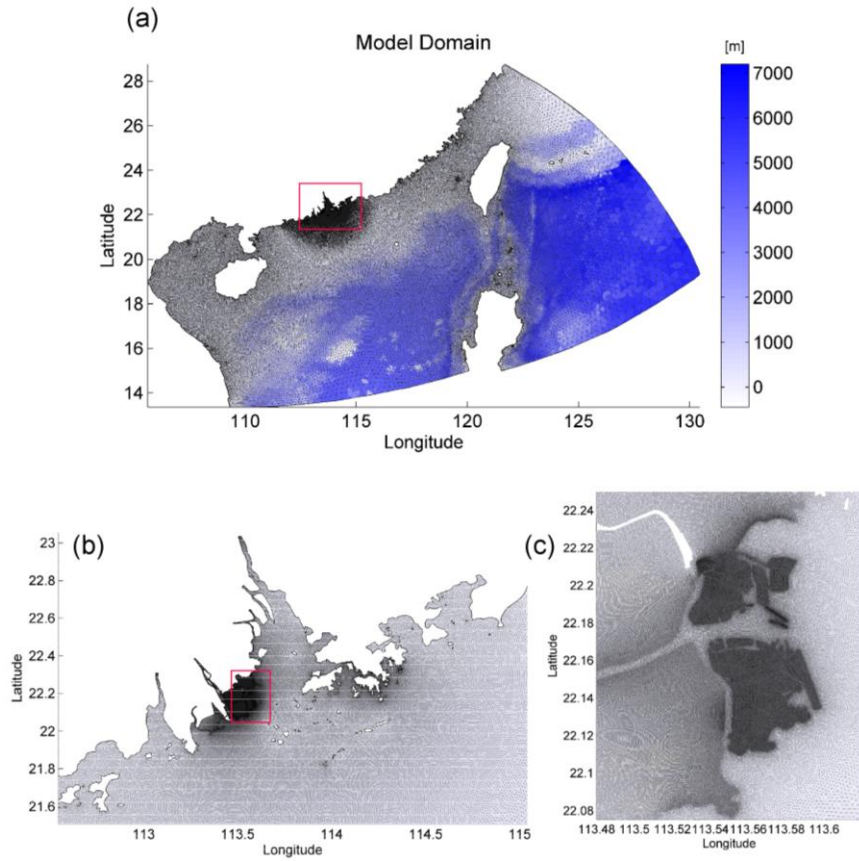 (a)
Model Domain
[m]
28
26
24
22
20
18
16
14
Latitude
110 115 120 125 130
Longitude
7000
6000
5000
4000
3000
2000
1000
0
(b)
23
22.8
22.6
22.4
22.2
22
21.8
21.6
Latitude
113 113.5 114 114.5 115
Longitude
(c)
22.24
22.22
22.2
22.18
22.16
22.14
22.12
22.1
22.08
Latitude
113.48 113.5 113.52 113.54 113.56 113.58 113.6
Longitude